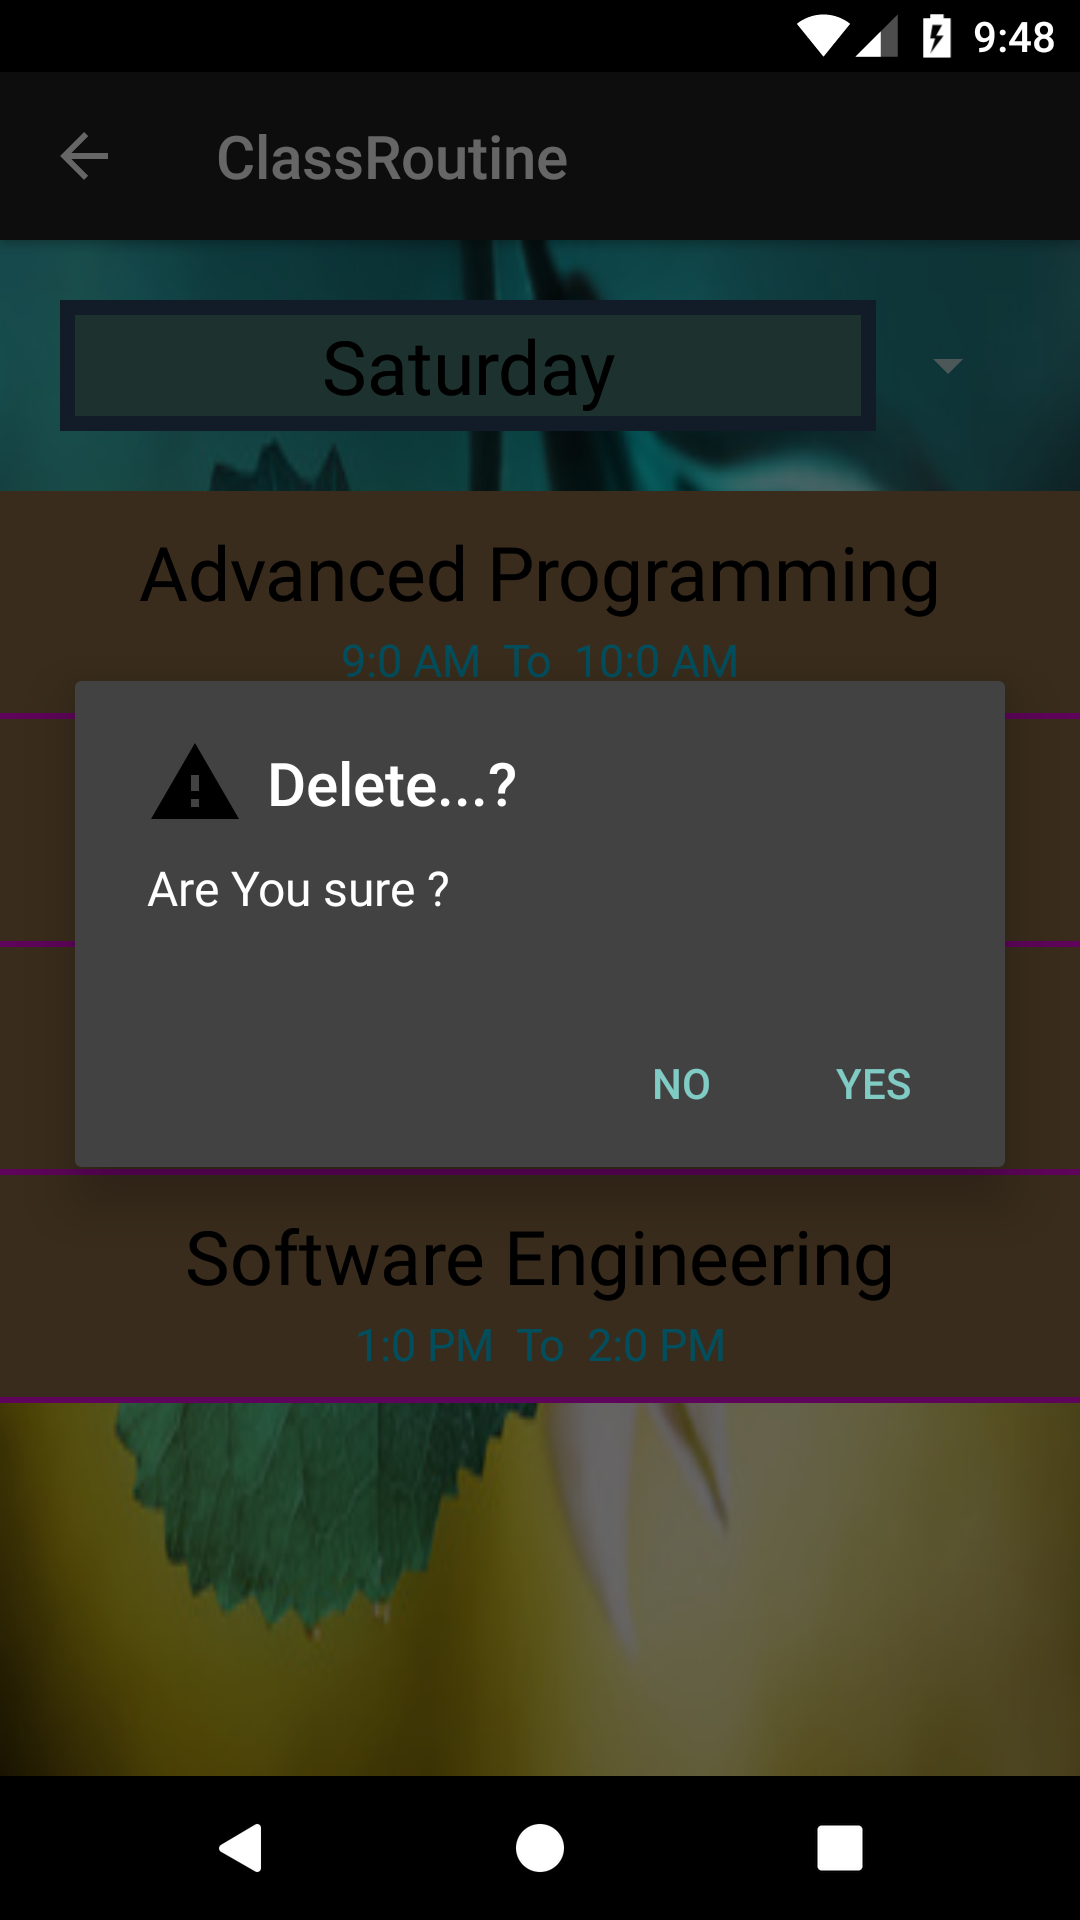 9:48
ClassRoutine
Saturday
Advanced Programming
9:0 AM To 10:0 AM
Delete...?
Are You sure ?
NO YES
Software Engineering
1:0 PM To 2:0 PM